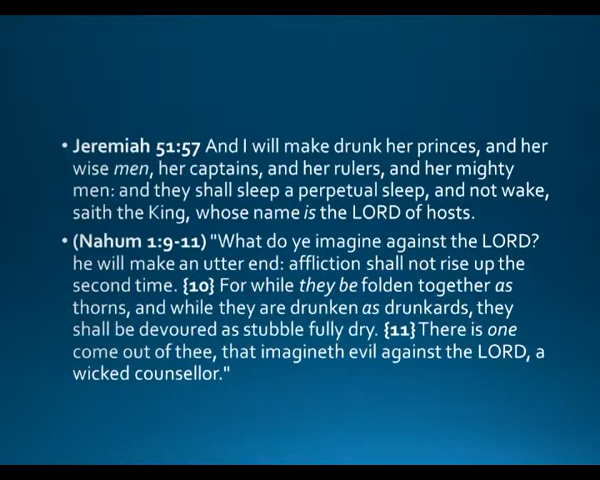 • Jeremiah 51:57 And I will make drunk her princes, and her
wise men, her captains, and her rulers, and her mighty
men: and they shall sleep a perpetual sleep, and not wake,
saith the King, whose name is the LORD of hosts.
• (Nahum 1:9-11) "What do ye imagine against the LORD?
he will make an utter end: affliction shall not rise up the
second time. {10} For while they be folden together as
thorns, and while they are drunken as drunkards, they
shall be devoured as stubble fully dry. {11} There is one
come out of thee, that imagineth evil against the LORD, a
wicked counsellor."